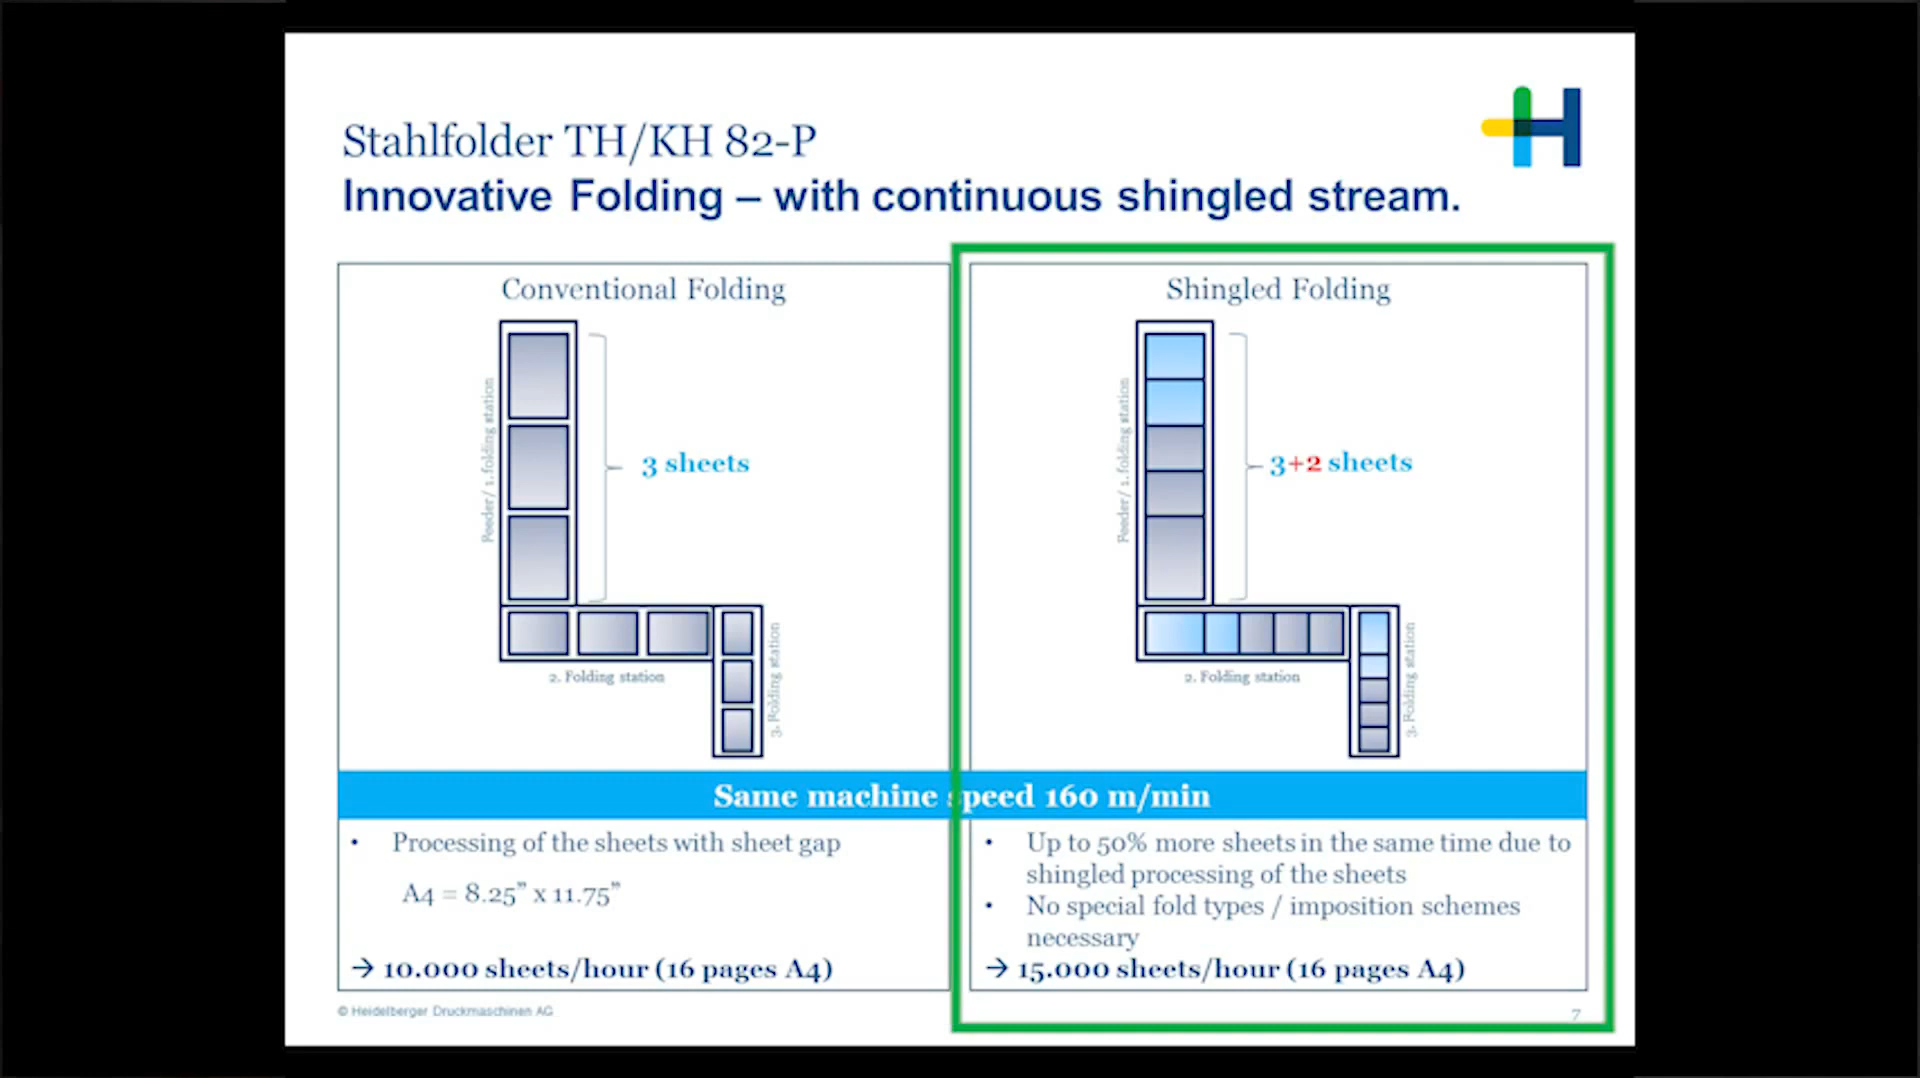 Stahlfolder TH/KH 82-P
Innovative Folding – with continuous shingled stream.
Conventional Folding
Feeder/ 1. folding station
3 sheets
2. Folding station
3. Folding station
Shingled Folding
Feeder/ 1. folding station
3+2 sheets
2. Folding station
3. Folding station
Same machine speed 160 m/min
• Processing of the sheets with sheet gap
A4 = 8.25” x 11.75”
→ 10.000 sheets/hour (16 pages A4)
• Up to 50% more sheets in the same time due to
shingled processing of the sheets
• No special fold types / imposition schemes
necessary
→ 15.000 sheets/hour (16 pages A4)
© Heidelberger Druckmaschinen AG
7